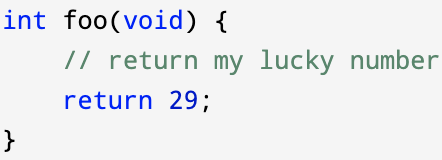 int foo(void) {
    // return my lucky number
    return 29;
}